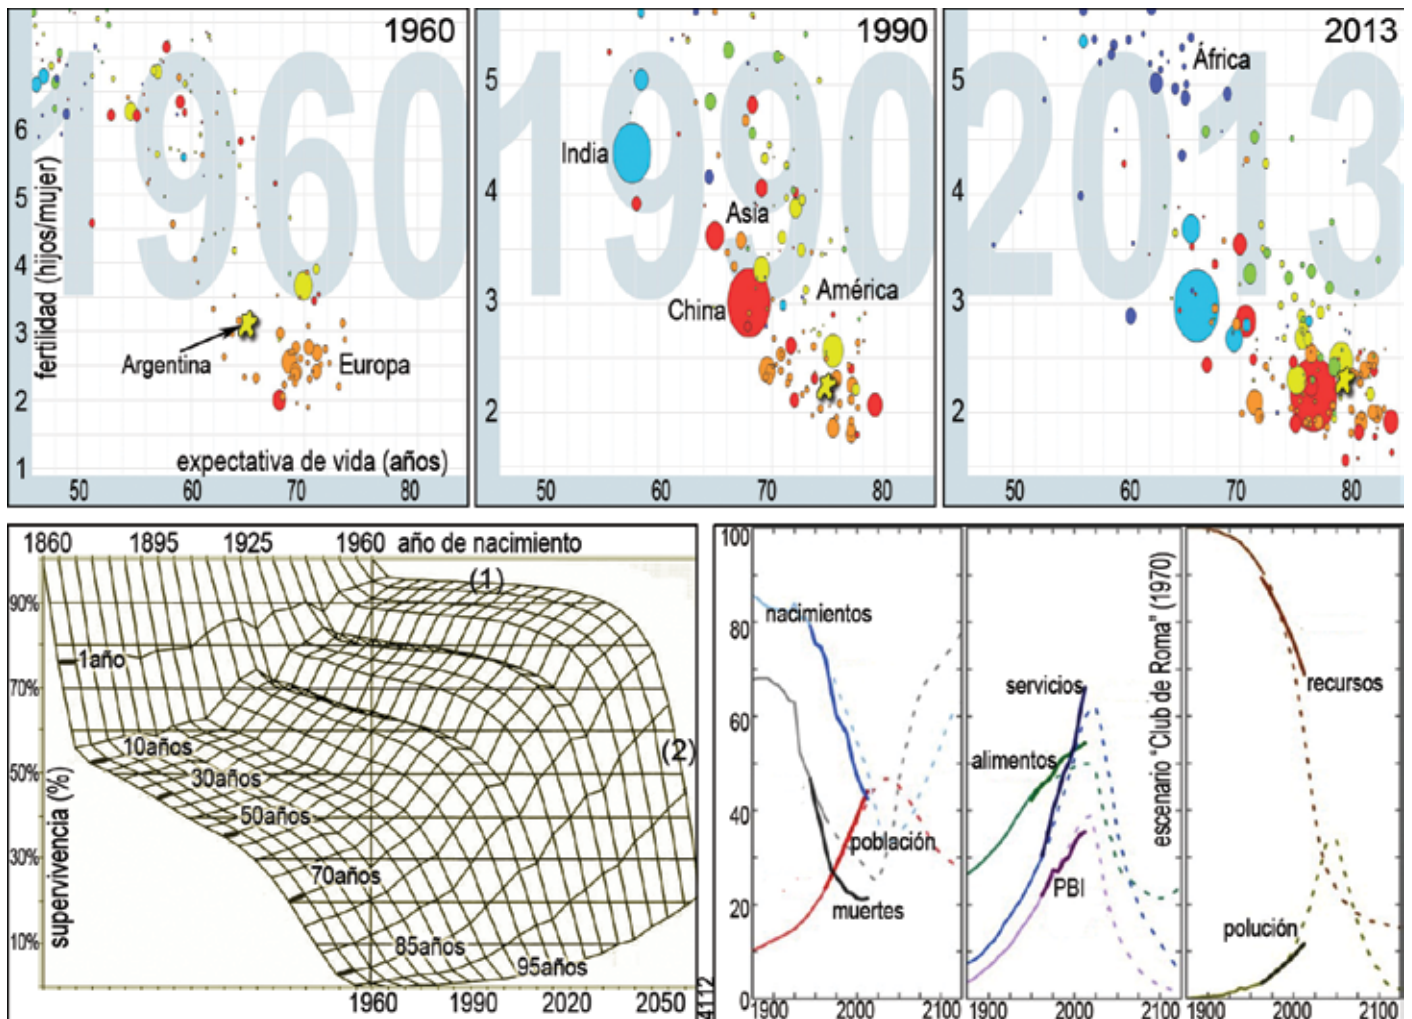 1960
1960
6
5
4
3
2
1
fertilidad (hijos/mujer)
Argentina
Europa
expectativa de vida (años)
50
60
70
80
1990
1990
5
4
3
2
India
Asia
América
China
50
60
70
80
2013
2013
5
4
3
2
África
50
60
70
80
1860
1895
1925
1960
año de nacimiento
(1)
90%
70%
50%
30%
10%
supervivencia (%)
1año
10años
30años
50años
70años
85años
95años
(2)
1960
1990
2020
2050
4112
100
80
60
40
20
0
nacimientos
población
muertes
1900
2000
2100
servicios
alimentos
PBI
1900
2000
2100
escenario "Club de Roma" (1970)
recursos
polución
1900
2000
2100